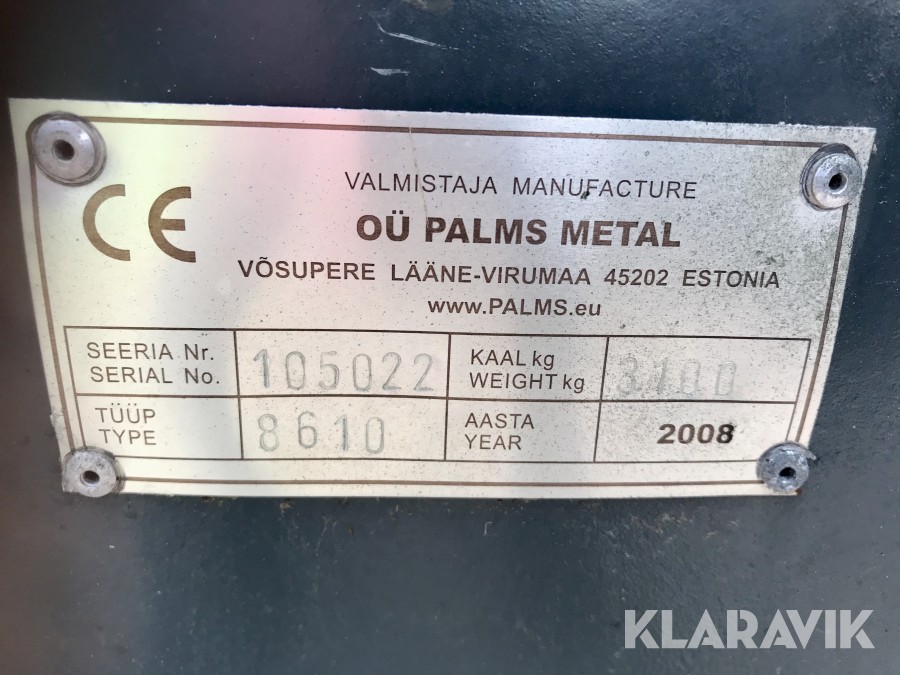 CE
VALMISTAJA MANUFACTURE
OÜ PALMS METAL
VÕSUPERE LÄÄNE-VIRUMAA 45202 ESTONIA
www.PALMS.eu
SEERIA Nr.
SERIAL No.
105022
KAAL kg
WEIGHT kg
3100
TÜÜP
TYPE
8610
AASTA
YEAR
2008
KLARAVIK